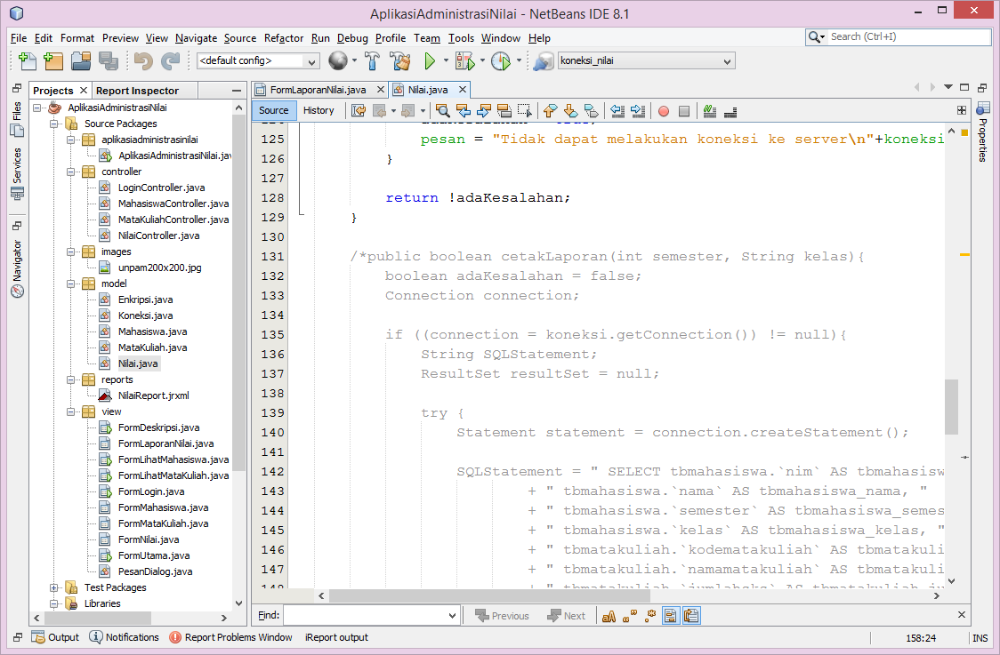 AplikasiAdministrasiNilai - NetBeans IDE 8.1
File Edit Format Preview View Navigate Source Refactor Run Debug Profile Team Tools Window Help
Search (Ctrl+I)
<default config>
koneksi_nilai
Projects
Report Inspector
Files
Services
Navigator
AplikasiAdministrasiNilai
Source Packages
aplikasiadministrasinilai
AplikasiAdministrasiNilai.jav
controller
LoginController.java
MahasiswaController.java
MataKuliahController.java
NilaiController.java
images
unpam200x200.jpg
model
Enkripsi.java
Koneksi.java
Mahasiswa.java
MataKuliah.java
Nilai.java
reports
NilaiReport.jrxml
view
FormDeskripsi.java
FormLaporanNilai.java
FormLihatMahasiswa.java
FormLihatMataKuliah.java
FormLogin.java
FormMahasiswa.java
FormMataKuliah.java
FormNilai.java
FormUtama.java
PesanDialog.java
Test Packages
Libraries
FormLaporanNilai.java
Nilai.java
Source History
125 pesan = "Tidak dapat melakukan koneksi ke server\n"+koneksi
126 }
127
128 return !adaKesalahan;
129 }
130
131 /*public boolean cetakLaporan(int semester, String kelas){
132 boolean adaKesalahan = false;
133 Connection connection;
134
135 if ((connection = koneksi.getConnection()) != null){
136 String SQLStatement;
137 ResultSet resultSet = null;
138
139 try {
140 Statement statement = connection.createStatement();
141
142 SQLStatement = " SELECT tbmahasiswa.`nim` AS tbmahasisw
143 + " tbmahasiswa.`nama` AS tbmahasiswa_nama, "
144 + " tbmahasiswa.`semester` AS tbmahasiswa_semes
145 + " tbmahasiswa.`kelas` AS tbmahasiswa_kelas, "
146 + " tbmatakuliah.`kodematakuliah` AS tbmatakuli
147 + " tbmatakuliah.`namamatakuliah` AS tbmatakuli
148 + " tbmatakuliah.`jumlahsks` AS tbmatakuliah_ju
Properties
Find:
Previous
Next
Output
Notifications
Report Problems Window
iReport output
158:24
INS